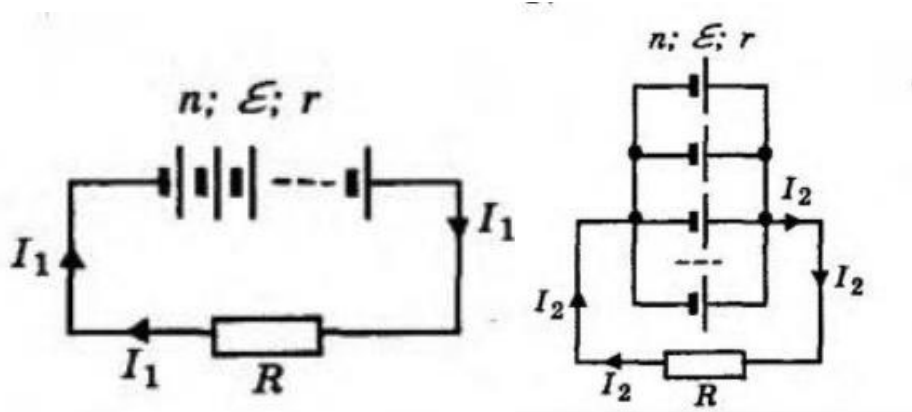 n; ℰ; r
I₁
I₁
I₁
R
n; ℰ; r
I₂
I₂
I₂
I₂
R